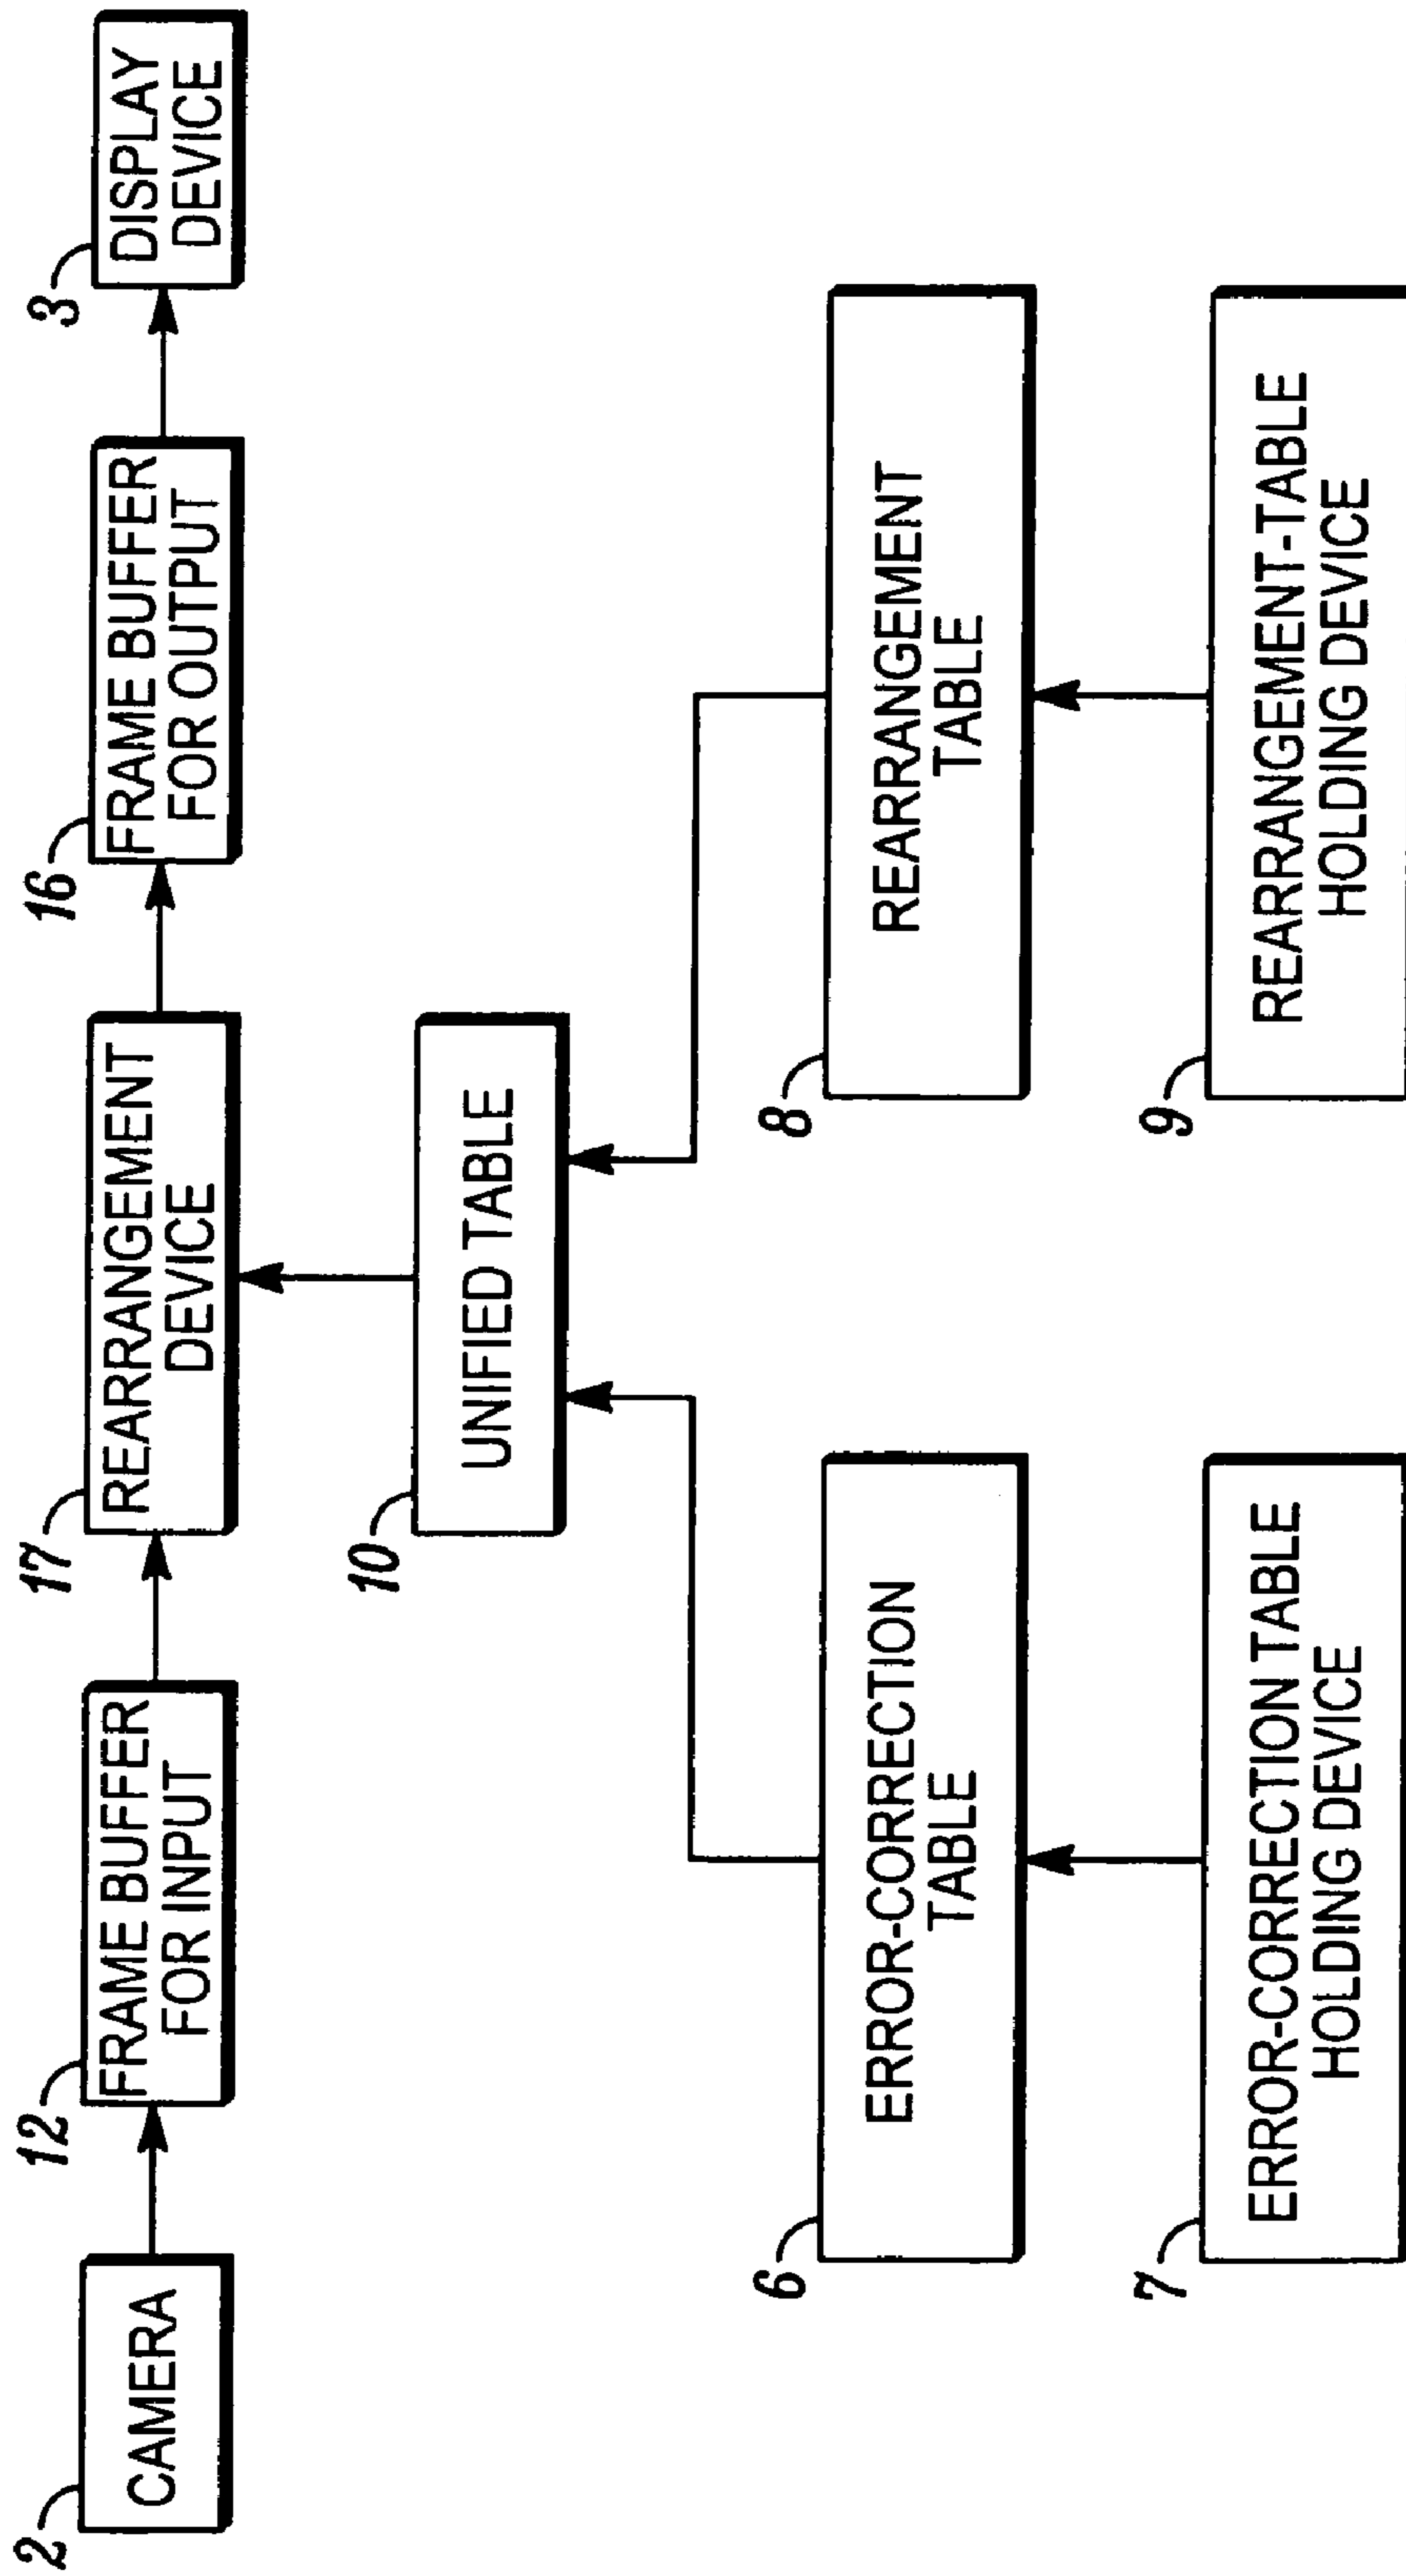 2
CAMERA
12
FRAME BUFFER
FOR INPUT
17
REARRANGEMENT
DEVICE
16
FRAME BUFFER
FOR OUTPUT
3
DISPLAY
DEVICE
10
UNIFIED TABLE
6
ERROR-CORRECTION
TABLE
8
REARRANGEMENT
TABLE
7
ERROR-CORRECTION TABLE
HOLDING DEVICE
9
REARRANGEMENT-TABLE
HOLDING DEVICE